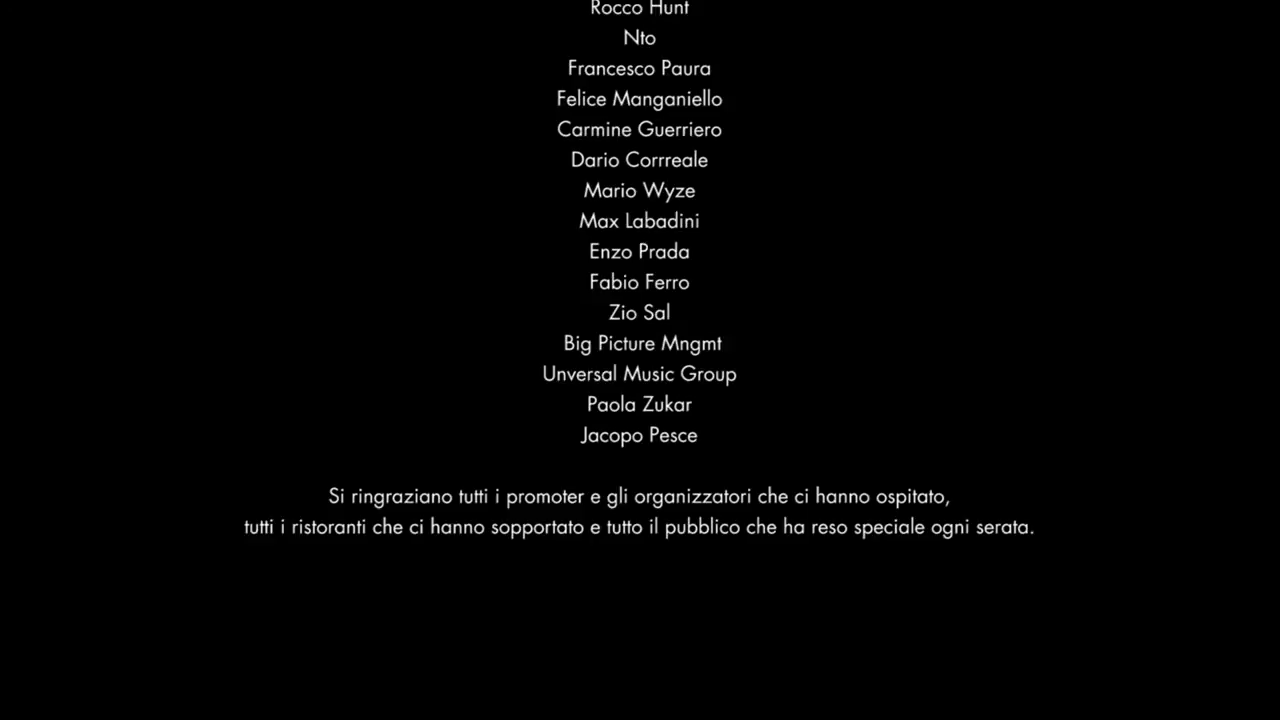 Rocco Hunt
Nto
Francesco Paura
Felice Manganiello
Carmine Guerriero
Dario Corrreale
Mario Wyze
Max Labadini
Enzo Prada
Fabio Ferro
Zio Sal
Big Picture Mngmt
Unversal Music Group
Paola Zukar
Jacopo Pesce
Si ringraziano tutti i promoter e gli organizzatori che ci hanno ospitato,
tutti i ristoranti che ci hanno sopportato e tutto il pubblico che ha reso speciale ogni serata.